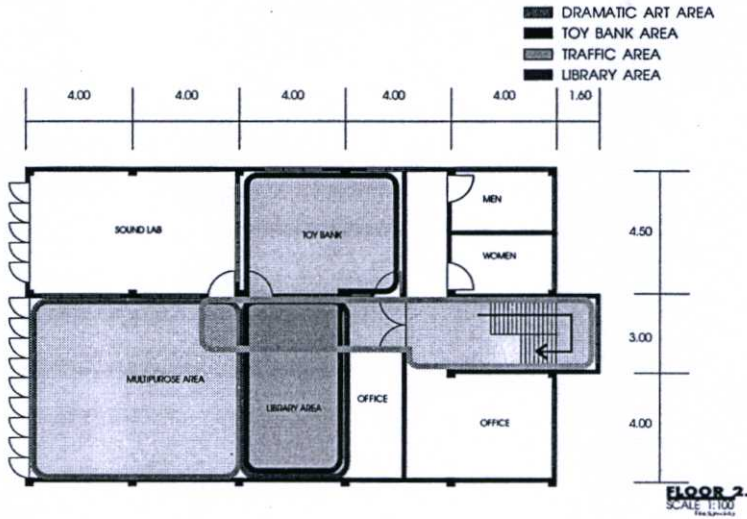 DRAMATIC ART AREA
TOY BANK AREA
TRAFFIC AREA
LIBRARY AREA
4.00 4.00 4.00 4.00 4.00 1.60
SOUND LAB
TOY BANK
MEN
WOMEN
4.50
3.00
4.00
MULTIPUROSE AREA
LIBRARY AREA
OFFICE
OFFICE
FLOOR 2.
SCALE 1:100